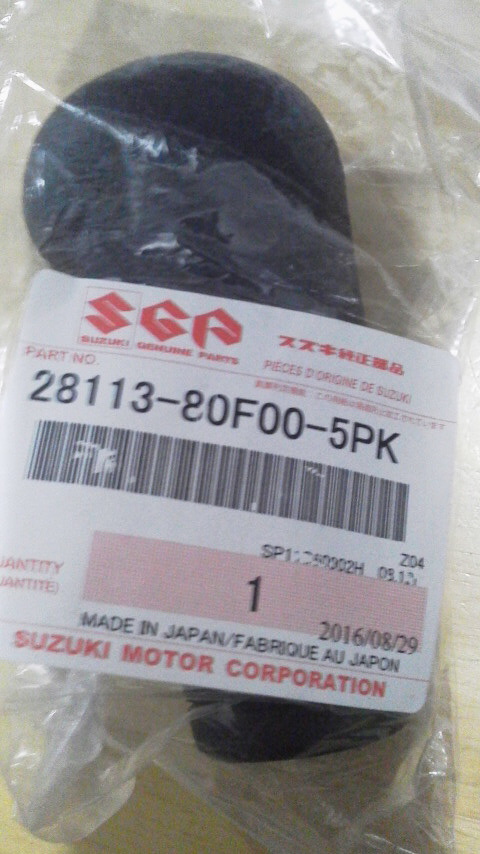 SGP
SUZUKI GENUINE PARTS
スズキ純正部品
PART NO
PIÈCES D'ORIGINE DE SUZUKI
28113-80F00-5PK
Z04
1
2016/08/29
MADE IN JAPAN/FABRIQUE AU JAPON
SUZUKI MOTOR CORPORATION